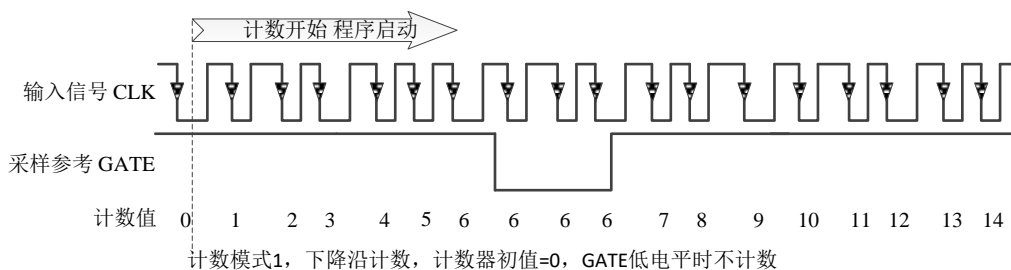 计数开始 程序启动
输入信号 CLK
采样参考 GATE
计数值 0 1 2 3 4 5 6 6 6 6 7 8 9 10 11 12 13 14
计数模式1，下降沿计数，计数器初值=0，GATE低电平时不计数